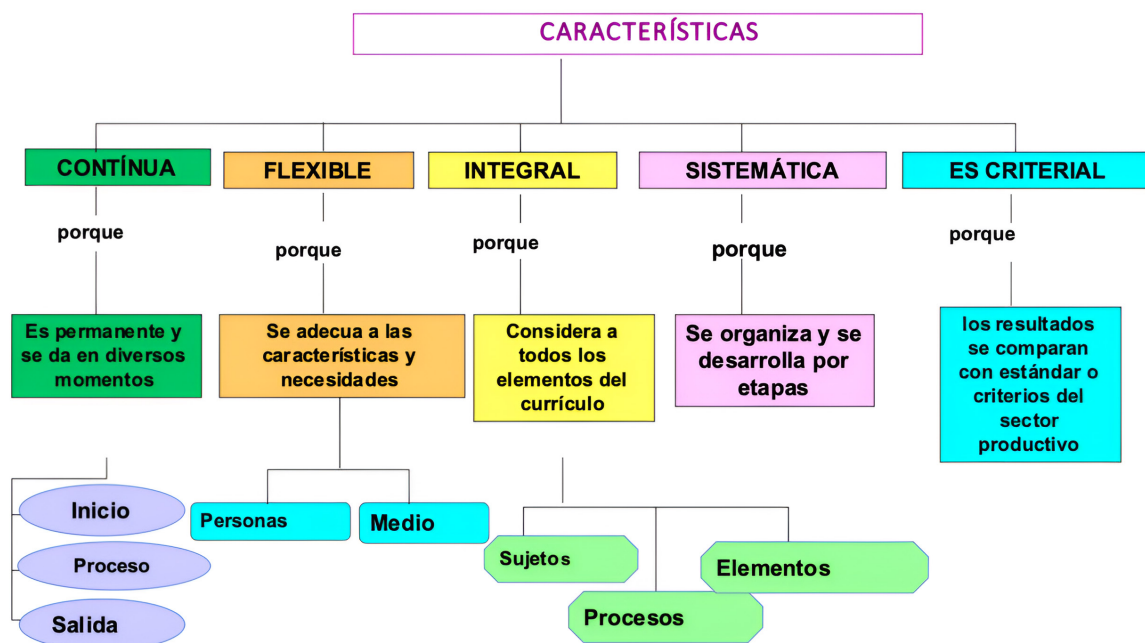 CARACTERÍSTICAS
CONTÍNUA
FLEXIBLE
INTEGRAL
SISTEMÁTICA
ES CRITERIAL
porque
porque
porque
porque
porque
Es permanente y
se da en diversos
momentos
Se adecua a las
características y
necesidades
Considera a
todos los
elementos del
currículo
Se organiza y se
desarrolla por
etapas
los resultados
se comparan
con estándar o
criterios del
sector
productivo
Inicio
Proceso
Salida
Personas
Medio
Sujetos
Procesos
Elementos